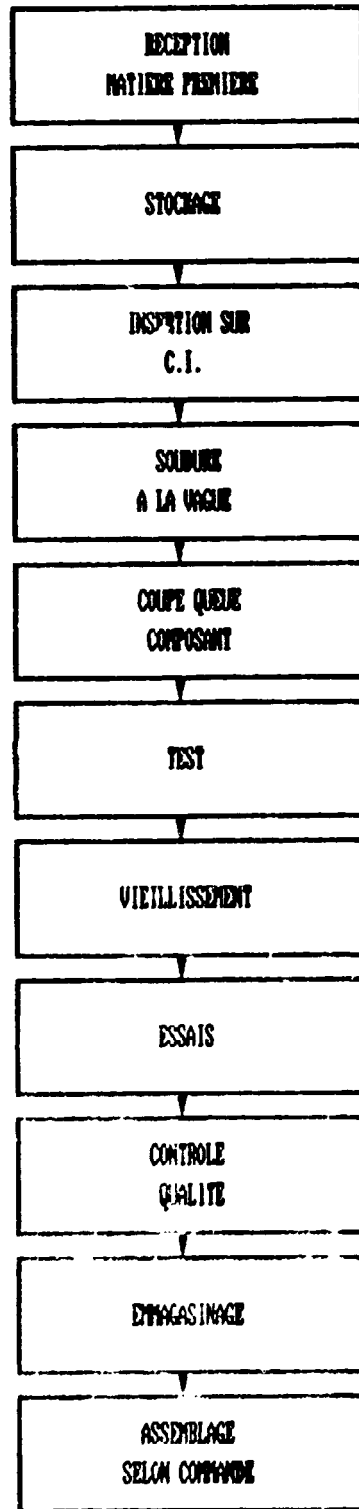 RECEPTION
MATIERE PREMIERE
STOCKAGE
INSERTION SUR
C.I.
SOUDURE
A LA VAGUE
COUPE QUEUE
COMPOSANT
TEST
VIEILLISSEMENT
ESSAIS
CONTROLE
QUALITE
EMMAGASINAGE
ASSEMBLAGE
SELON COMMANDE